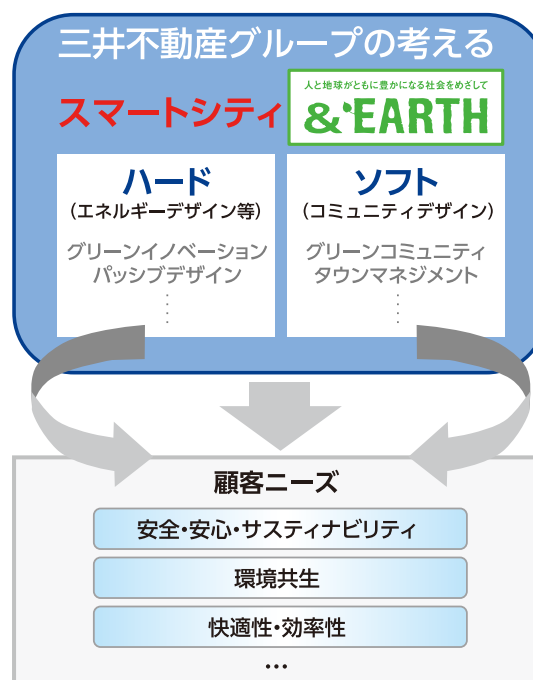 三井不動産グループの考える
スマートシティ
人と地球がともに豊かになる社会をめざして
&EARTH
ハード
（エネルギーデザイン等）
グリーンイノベーション
パッシブデザイン
⋮
ソフト
（コミュニティデザイン）
グリーンコミュニティ
タウンマネジメント
⋮
顧客ニーズ
安全・安心・サスティナビリティ
環境共生
快適性・効率性
…